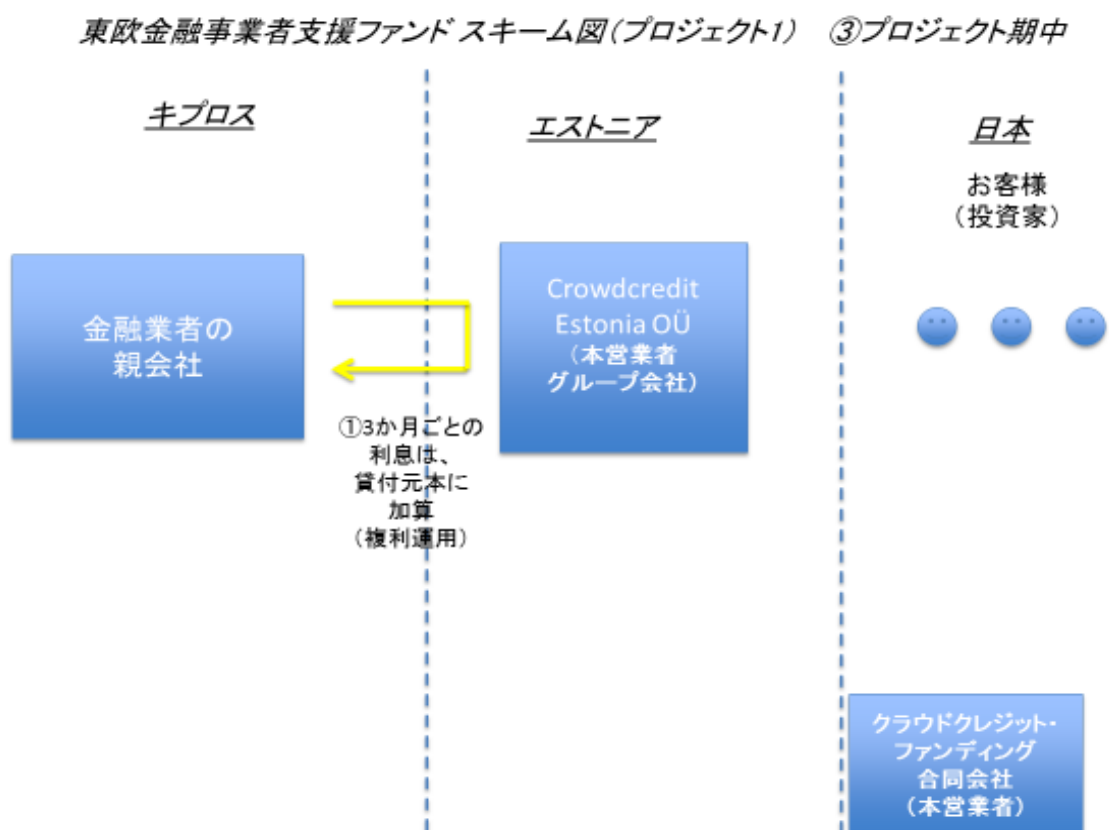 東欧金融事業者支援ファンド スキーム図（プロジェクト1）　③プロジェクト期中
キプロス
エストニア
日本
お客様
（投資家）
金融業者の
親会社
Crowdcredit
Estonia OÜ
（本営業者
グループ会社）
①3か月ごとの
利息は、
貸付元本に
加算
（複利運用）
クラウドクレジット・
ファンディング
合同会社
（本営業者）